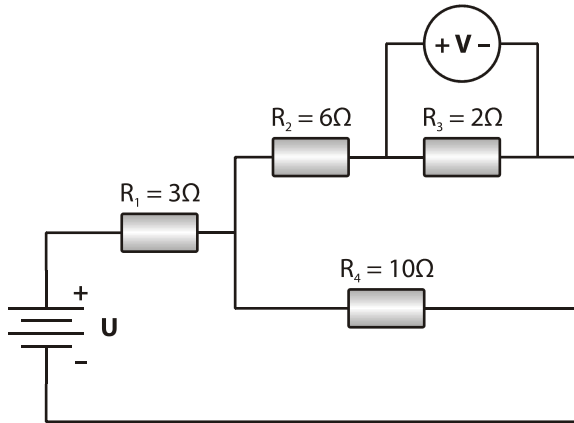 + V −
R₂ = 6Ω
R₃ = 2Ω
R₁ = 3Ω
R₄ = 10Ω
+
U
−